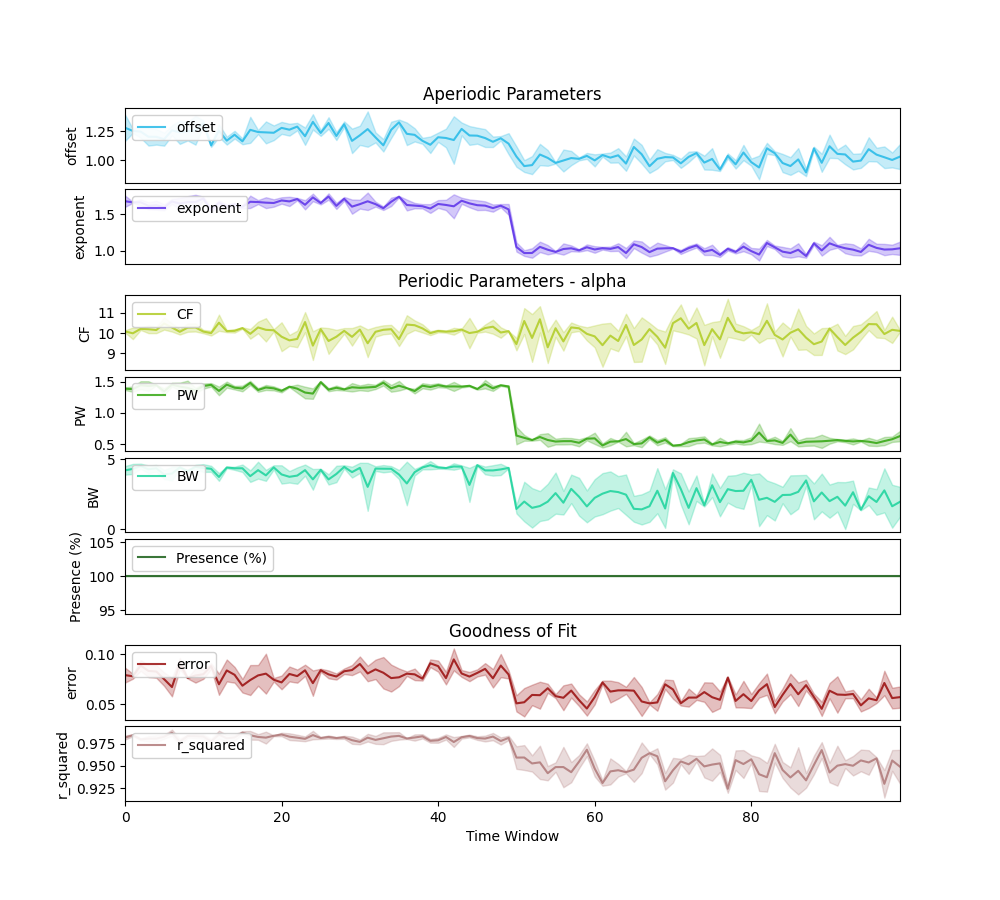 Aperiodic Parameters
offset
1.25
1.00
offset
exponent
1.5
1.0
exponent
Periodic Parameters - alpha
CF
11
10
9
CF
PW
1.5
1.0
0.5
PW
BW
5
0
BW
Presence (%)
105
100
95
Presence (%)
Goodness of Fit
error
0.10
0.05
error
r_squared
0.975
0.950
0.925
r_squared
0 20 40 60 80
Time Window